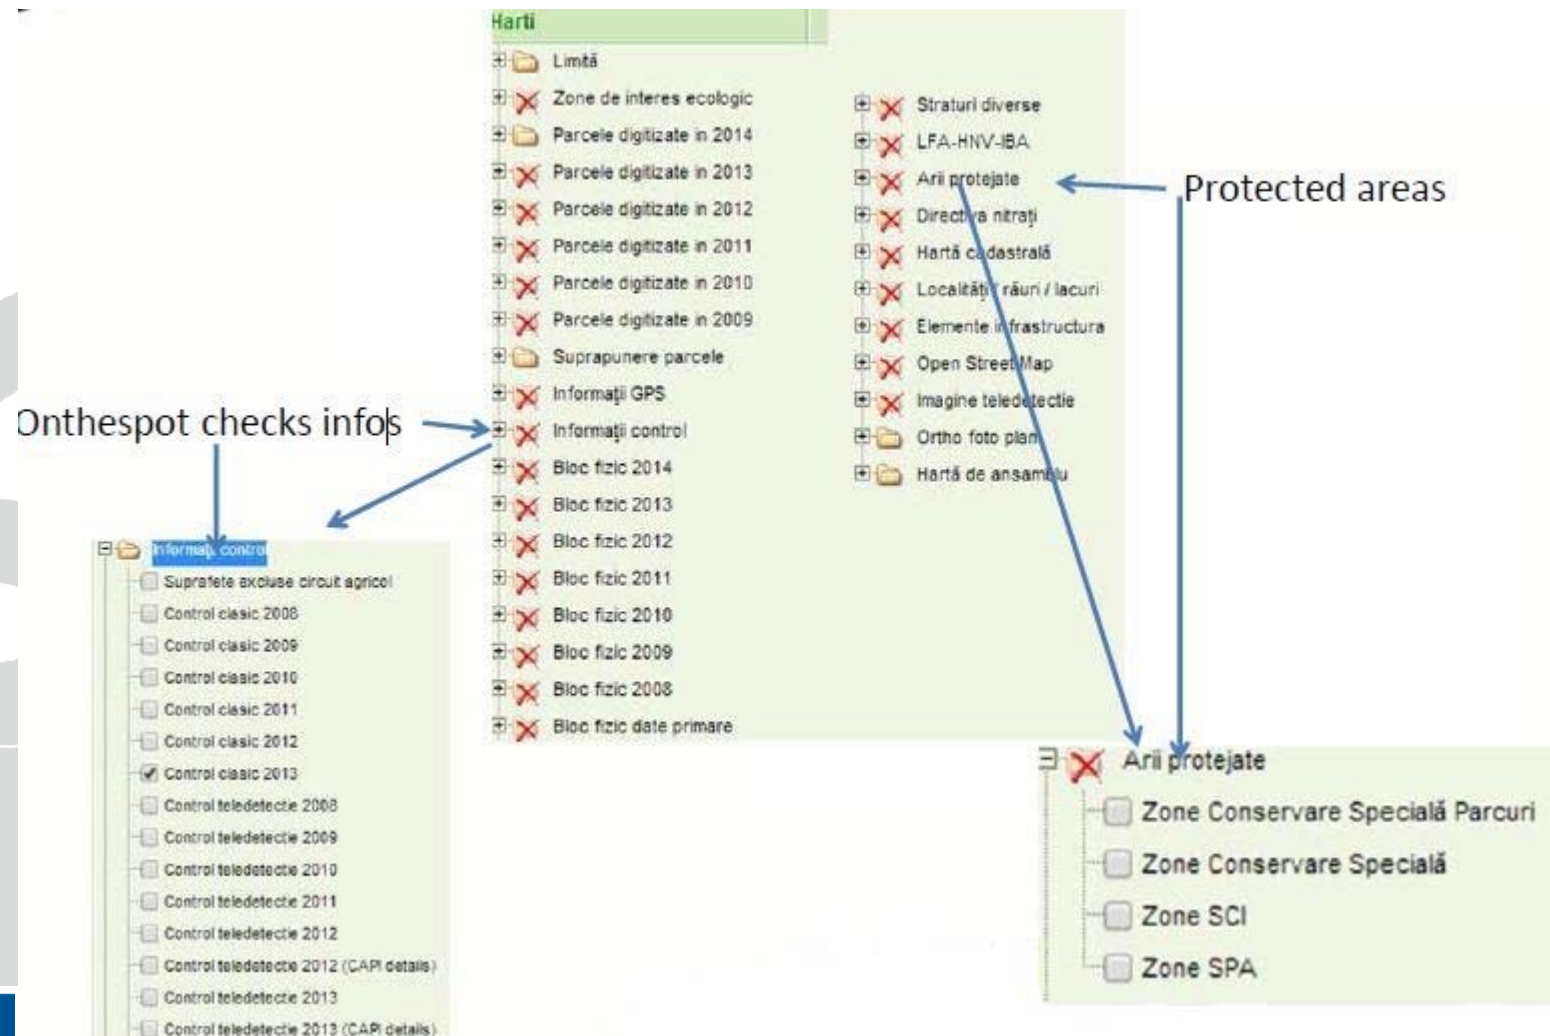 Harti
Limită
Zone de interes ecologic
Parcele digitizate in 2014
Parcele digitizate in 2013
Parcele digitizate in 2012
Parcele digitizate in 2011
Parcele digitizate in 2010
Parcele digitizate in 2009
Suprapunere parcele
Informaţii GPS
Informaţii control
Bloc fizic 2014
Bloc fizic 2013
Bloc fizic 2012
Bloc fizic 2011
Bloc fizic 2010
Bloc fizic 2009
Bloc fizic 2008
Bloc fizic date primare
Straturi diverse
LFA-HNV-IBA
Arii protejate
Directiva nitraţi
Hartă cadastrală
Localităţi / râuri / lacuri
Elemente infrastructura
Open Street Map
Imagine teledetectie
Ortho foto plan
Hartă de ansamblu
Protected areas
Onthespot checks infos
Informaţii control
Suprafete excluse circuit agricol
Control clasic 2008
Control clasic 2009
Control clasic 2010
Control clasic 2011
Control clasic 2012
Control clasic 2013
Control teledetectie 2008
Control teledetectie 2009
Control teledetectie 2010
Control teledetectie 2011
Control teledetectie 2012
Control teledetectie 2012 (CAPI details)
Control teledetectie 2013
Control teledetectie 2013 (CAPI details)
Arii protejate
Zone Conservare Specială Parcuri
Zone Conservare Specială
Zone SCI
Zone SPA